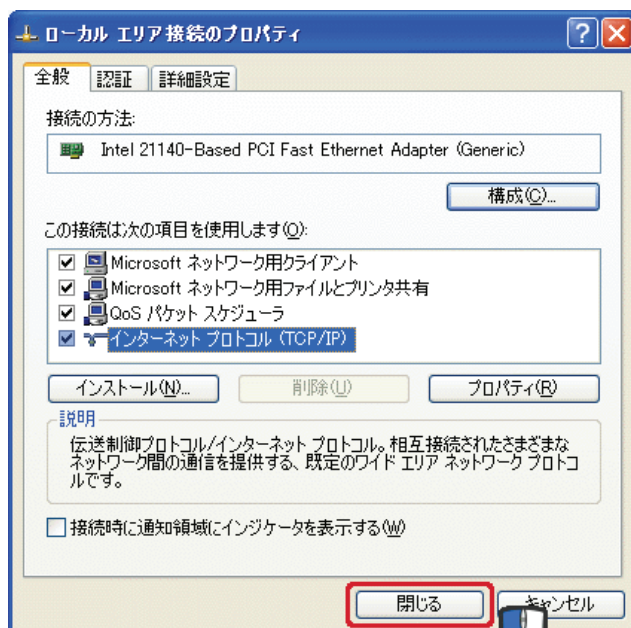 ローカル エリア接続のプロパティ
全般 認証 詳細設定
接続の方法:
Intel 21140-Based PCI Fast Ethernet Adapter (Generic)
構成(C)...
この接続は次の項目を使用します(O):
Microsoft ネットワーク用クライアント
Microsoft ネットワーク用ファイルとプリンタ共有
QoS パケット スケジューラ
インターネット プロトコル (TCP/IP)
インストール(N)... 削除(U) プロパティ(R)
説明
伝送制御プロトコル/インターネット プロトコル。相互接続されたさまざまな
ネットワーク間の通信を提供する、既定のワイド エリア ネットワーク プロトコ
ルです。
接続時に通知領域にインジケータを表示する(W)
閉じる キャンセル